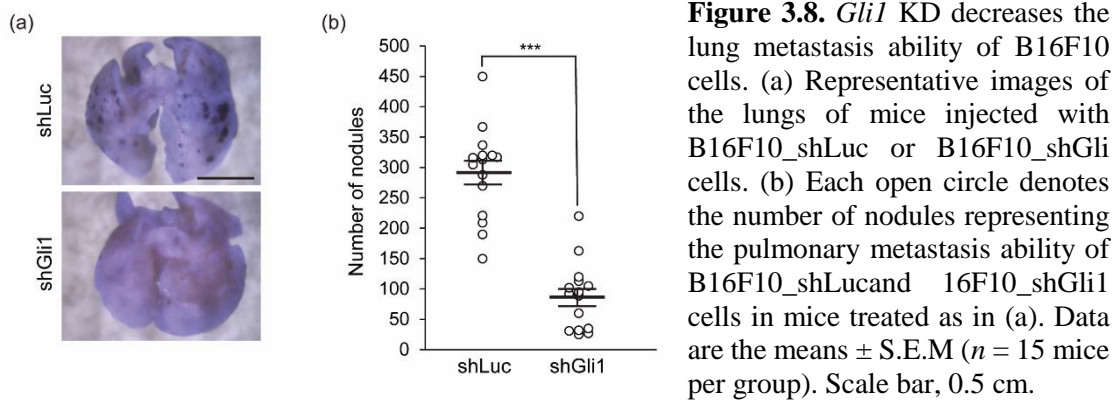 (a)
shLuc
shGli1
(b)
Number of nodules
500
450
400
350
300
250
200
150
100
50
0
***
shLuc
shGli1
Figure 3.8. Gli1 KD decreases the
lung metastasis ability of B16F10
cells. (a) Representative images of
the lungs of mice injected with
B16F10_shLuc or B16F10_shGli
cells. (b) Each open circle denotes
the number of nodules representing
the pulmonary metastasis ability of
B16F10_shLucand 16F10_shGli1
cells in mice treated as in (a). Data
are the means ± S.E.M (n = 15 mice
per group). Scale bar, 0.5 cm.